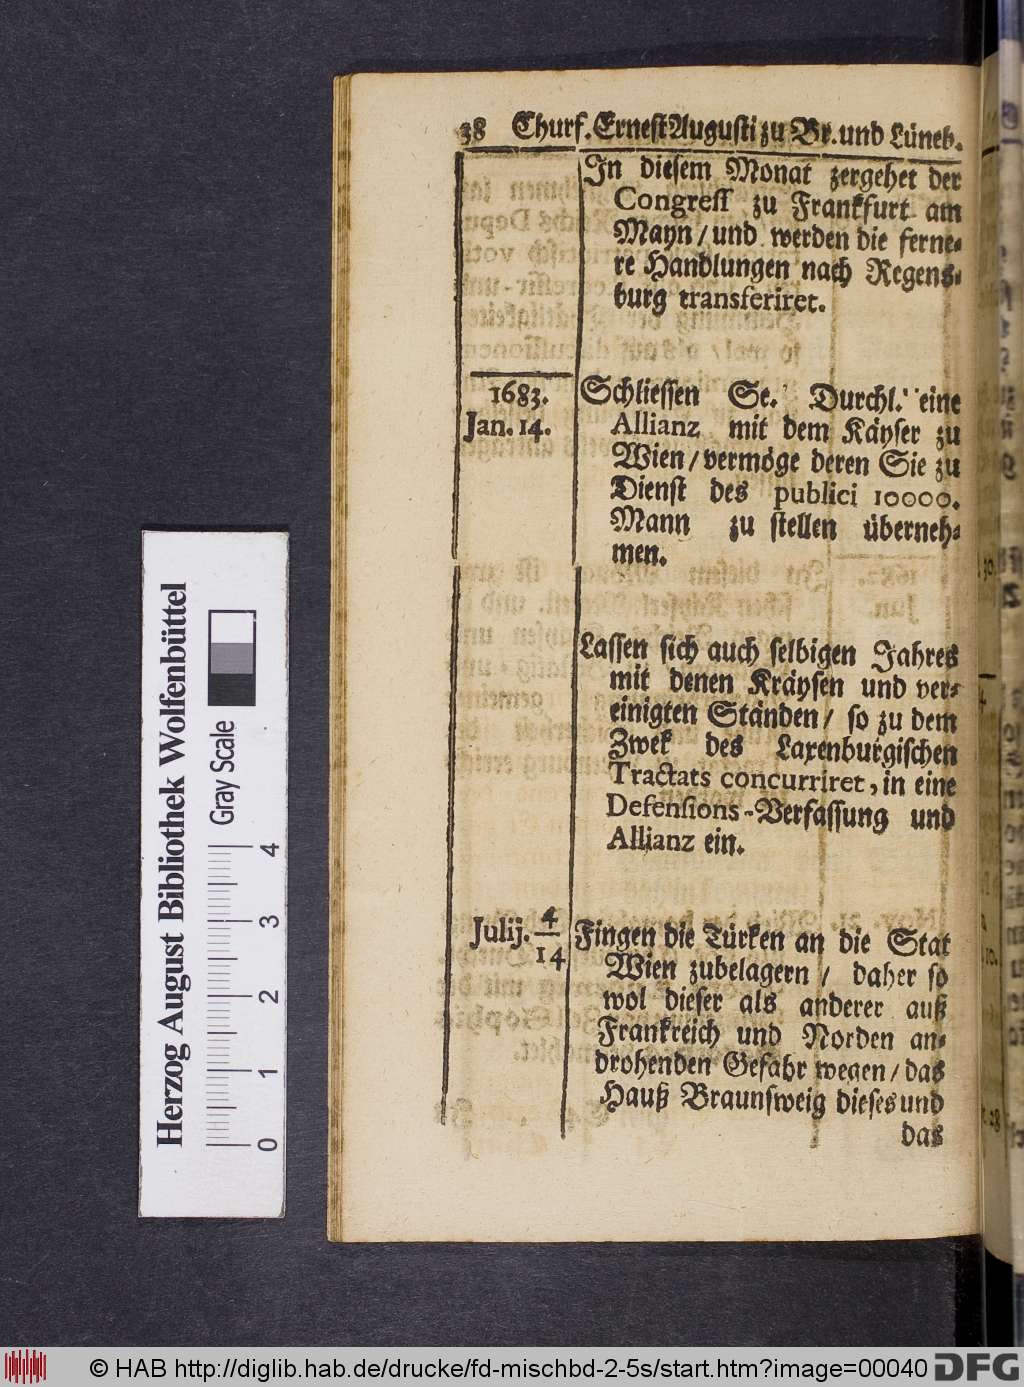 38 Churf. Ernest Augusti zu Br. und Lüneb.
In diesem Monat zergehet der
Congress zu Frankfurt am
Mayn / und werden die ferne-
re Handlungen nach Regens-
burg transferiret.
1683.
Jan. 14.
Schliessen Se. Durchl. eine
Allianz mit dem Käyser zu
Wien / vermöge deren Sie zu
Dienst des publici 10000.
Mann zu stellen überneh-
men.
Lassen sich auch selbigen Jahres
mit denen Kräysen und ver-
einigten Ständen / so zu dem
Zwek des Laxenburgischen
Tractats concurriret, in eine
Defensions-Verfassung und
Allianz ein.
Julij. 4/14
Fingen die Türken an die Stat
Wien zubelagern / daher so
wol dieser als anderer auß
Frankreich und Norden an-
drohenden Gefahr wegen / das
Hauß Braunsweig dieses und
das
Herzog August Bibliothek Wolfenbüttel
Gray Scale
0 1 2 3 4
© HAB http://diglib.hab.de/drucke/fd-mischbd-2-5s/start.htm?image=00040 DFG